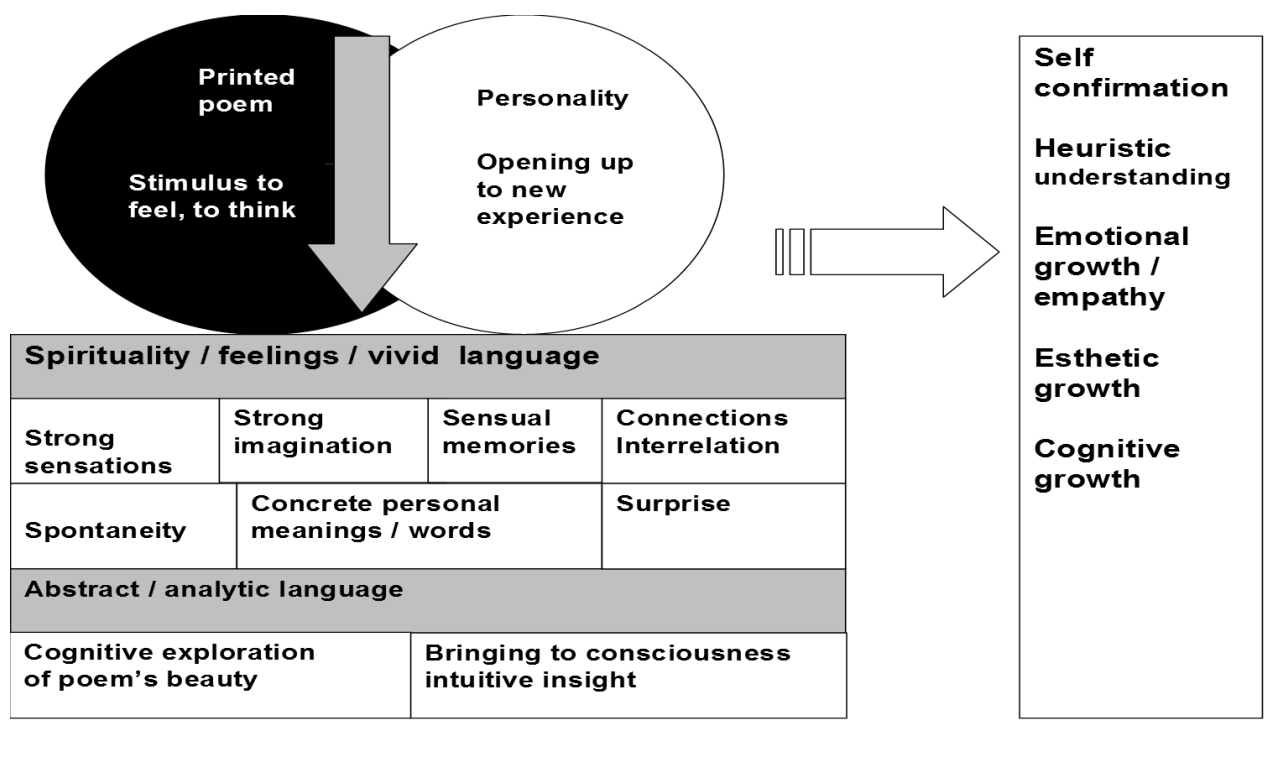 Printed
poem
Stimulus to
feel, to think
Personality
Opening up
to new
experience
Spirituality / feelings / vivid language
Strong
sensations
Strong
imagination
Sensual
memories
Connections
Interrelation
Spontaneity
Concrete personal
meanings / words
Surprise
Abstract / analytic language
Cognitive exploration
of poem's beauty
Bringing to consciousness
intuitive insight
Self
confirmation
Heuristic
understanding
Emotional
growth /
empathy
Esthetic
growth
Cognitive
growth